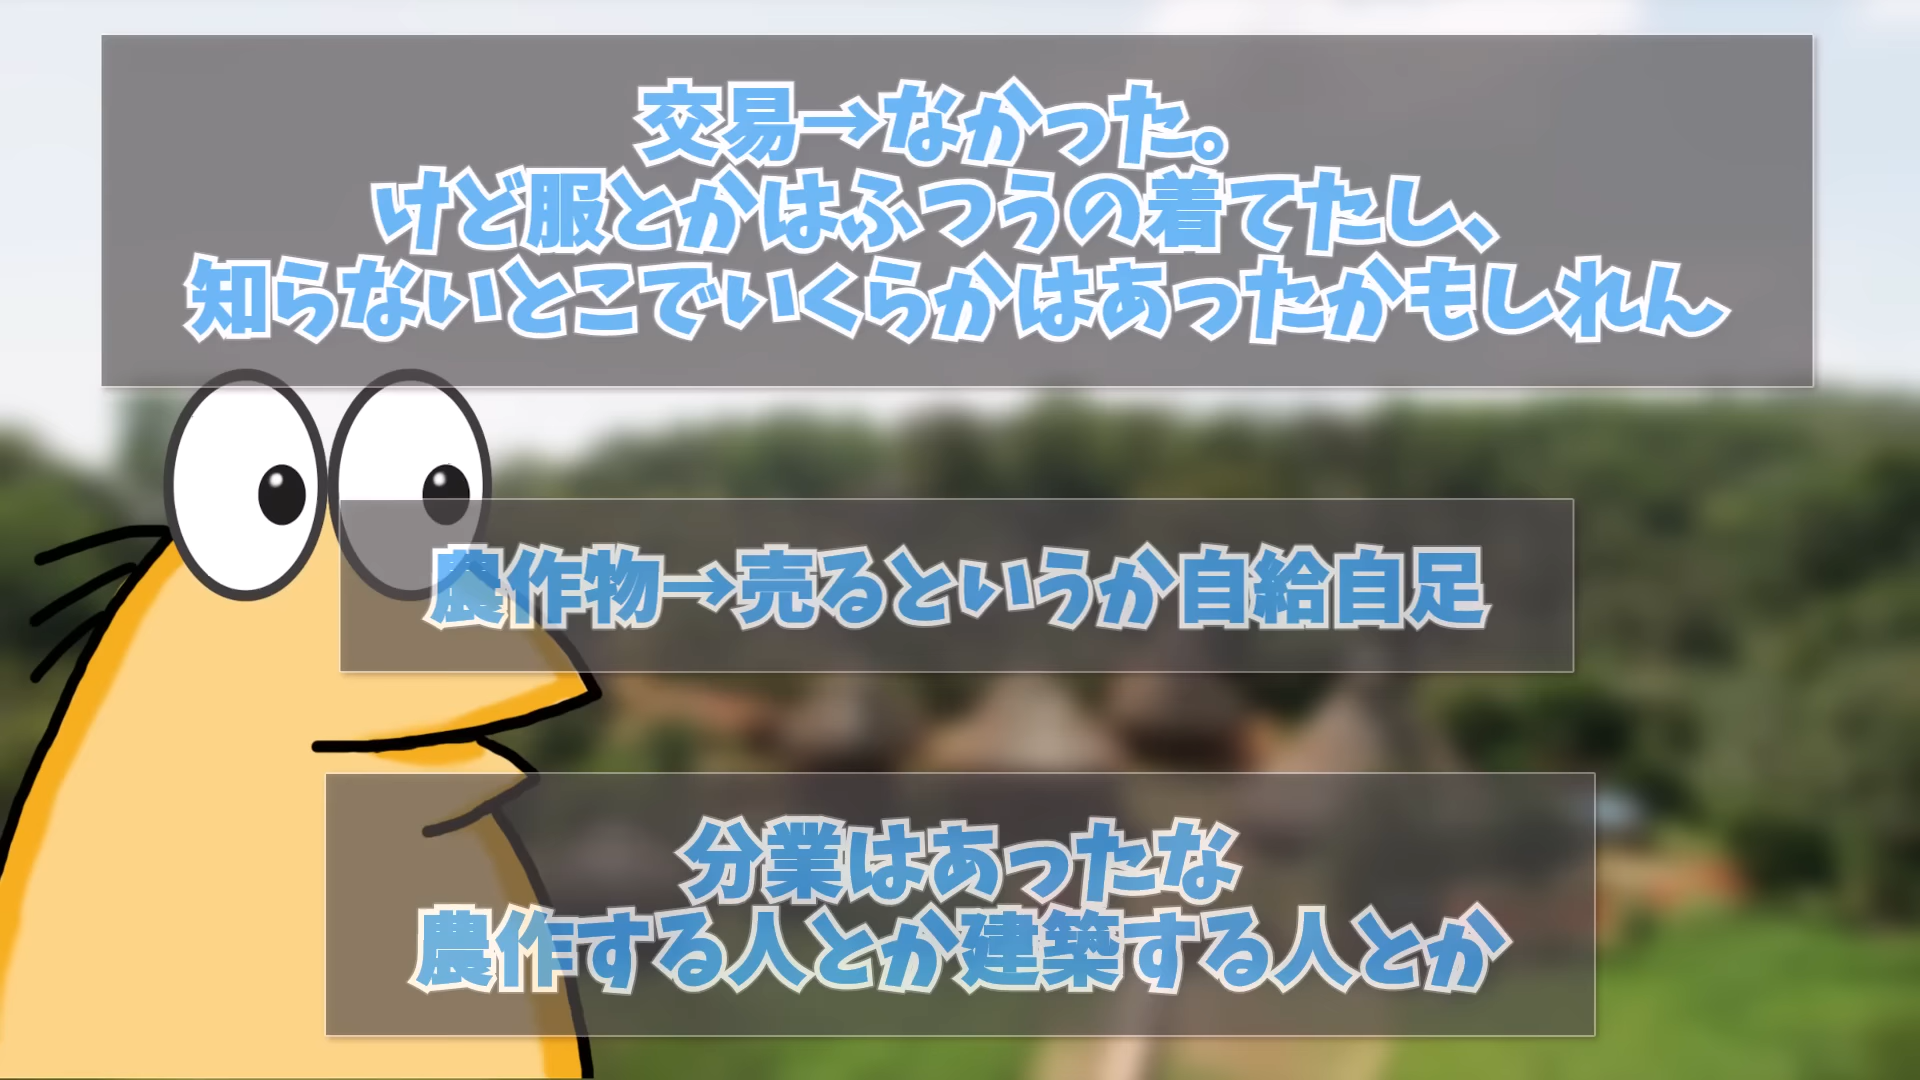 交易→なかった。
けど服とかはふつうの着てたし、
知らないとこでいくらかはあったかもしれん
農作物→売るというか自給自足
分業はあったな
農作する人とか建築する人とか